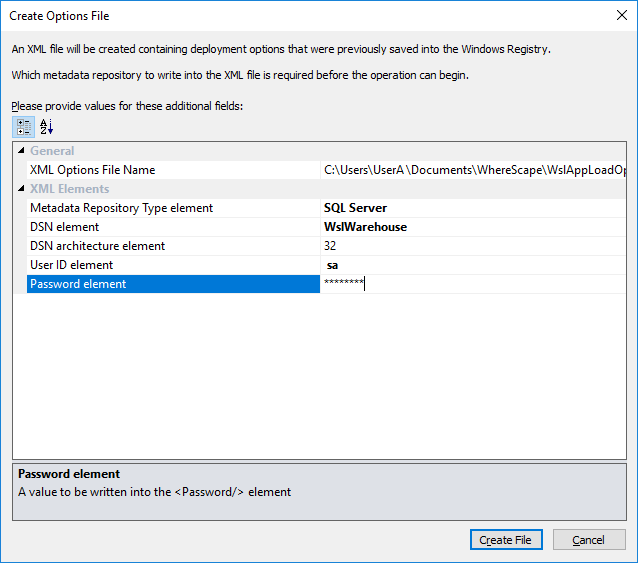 Create Options File
An XML file will be created containing deployment options that were previously saved into the Windows Registry.
Which metadata repository to write into the XML file is required before the operation can begin.
Please provide values for these additional fields:
General
XML Options File Name C:\Users\UserA\Documents\WhereScape\WslAppLoadOp
XML Elements
Metadata Repository Type element SQL Server
DSN element WslWarehouse
DSN architecture element 32
User ID element sa
Password element ********
Password element
A value to be written into the <Password/> element
Create File Cancel